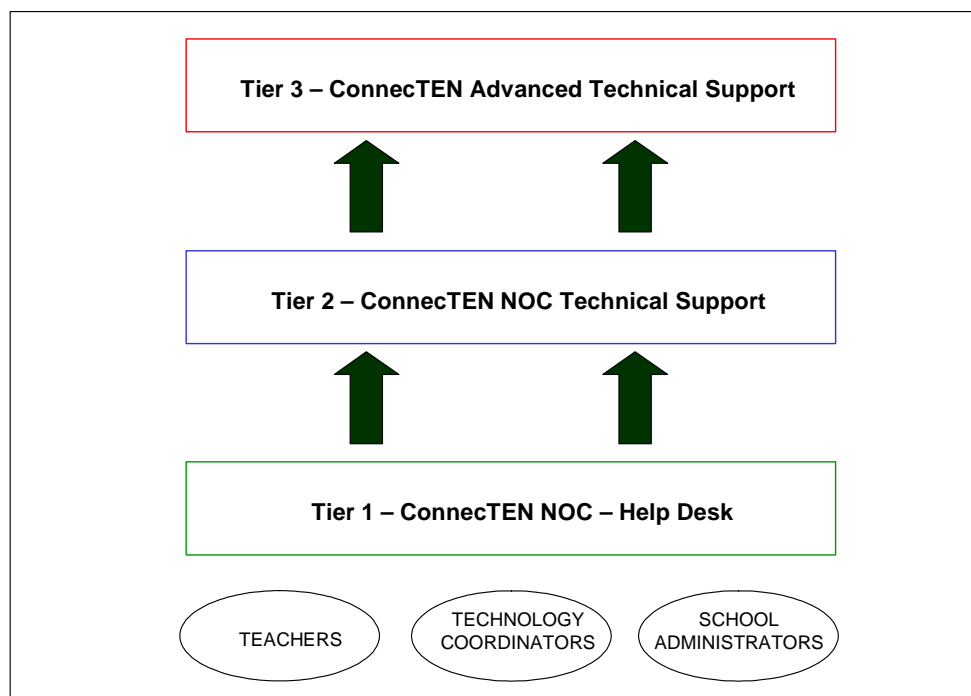 Tier 3 – ConnecTEN Advanced Technical Support
Tier 2 – ConnecTEN NOC Technical Support
Tier 1 – ConnecTEN NOC – Help Desk
TEACHERS
TECHNOLOGY
COORDINATORS
SCHOOL
ADMINISTRATORS